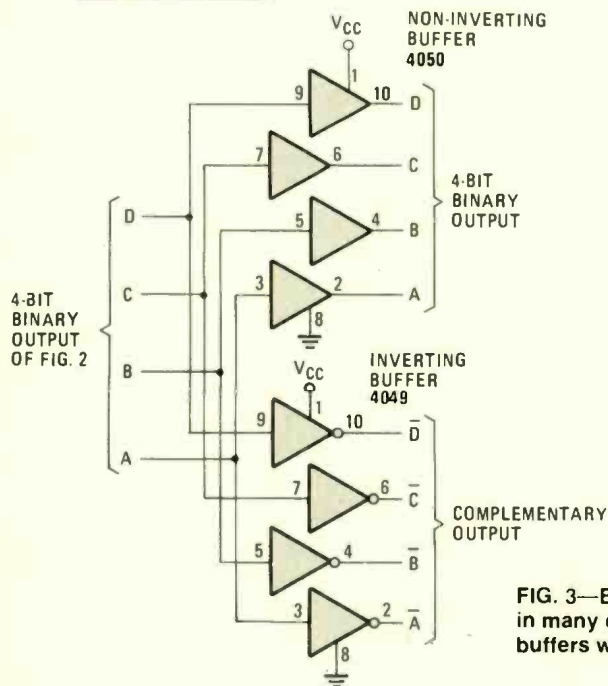 VCC
NON-INVERTING
BUFFER
4050
1
9
10
D
7
6
C
5
4
B
3
2
A
8
4-BIT
BINARY
OUTPUT
D
C
B
A
4-BIT
BINARY
OUTPUT
OF FIG. 2
VCC
INVERTING
BUFFER
4049
1
9
10
D̅
7
6
C̅
5
4
B̅
3
2
A̅
8
COMPLEMENTARY
OUTPUT
FIG. 3—
in many
buffers